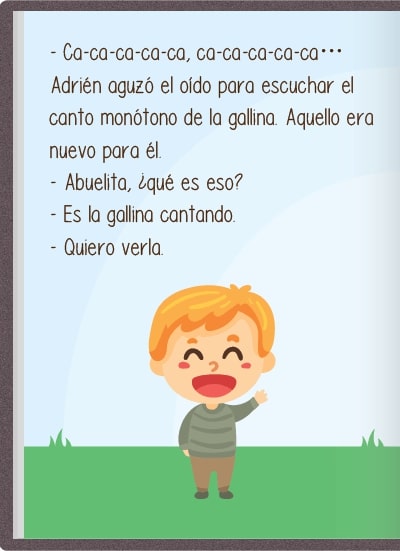 - Ca-ca-ca-ca-ca, ca-ca-ca-ca-ca...
Adrién aguzó el oído para escuchar el
canto monótono de la gallina. Aquello era
nuevo para él.
- Abuelita, ¿qué es eso?
- Es la gallina cantando.
- Quiero verla.